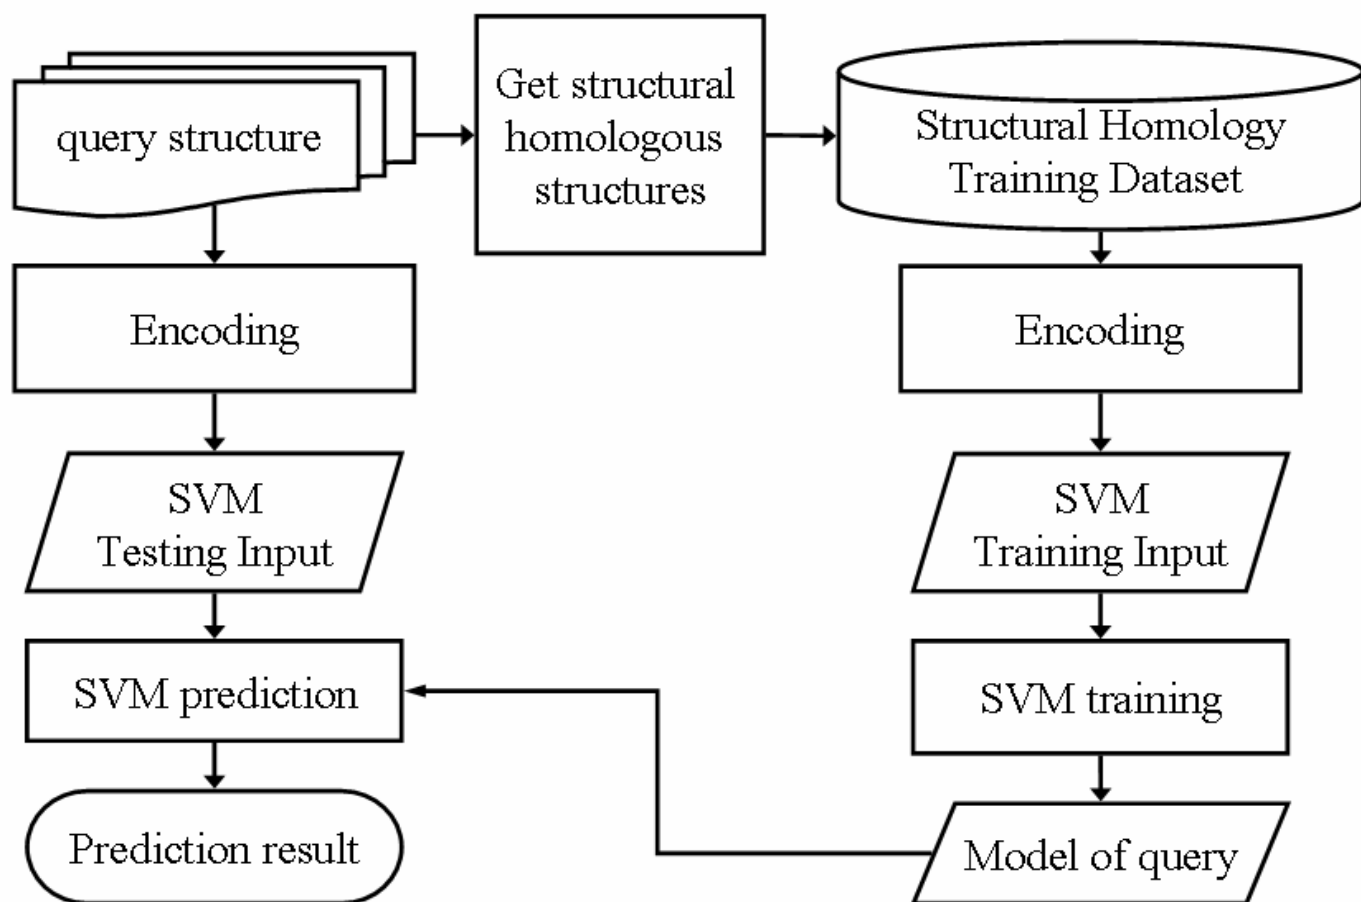 query structure
Get structural
homologous
structures
Structural Homology
Training Dataset
Encoding
Encoding
SVM
Testing Input
SVM
Training Input
SVM prediction
SVM training
Prediction result
Model of query